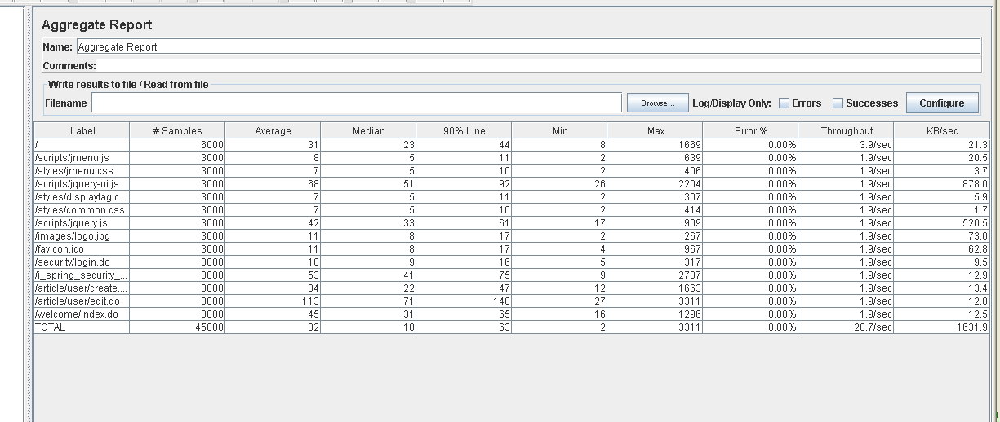 Aggregate Report
Name: Aggregate Report
Comments:
Write results to file / Read from file
Filename Browse... Log/Display Only: Errors Successes Configure
Label # Samples Average Median 90% Line Min Max Error % Throughput KB/sec
/ 6000 31 23 44 8 1669 0.00% 3.9/sec 21.3
/scripts/jmenu.js 3000 8 5 11 2 639 0.00% 1.9/sec 20.5
/styles/jmenu.css 3000 7 5 10 2 406 0.00% 1.9/sec 3.7
/scripts/jquery-ui.js 3000 68 51 92 26 2204 0.00% 1.9/sec 878.0
/styles/displaytag.c... 3000 7 5 11 2 307 0.00% 1.9/sec 5.9
/styles/common.css 3000 7 5 10 2 414 0.00% 1.9/sec 1.7
/scripts/jquery.js 3000 42 33 61 17 909 0.00% 1.9/sec 520.5
/images/logo.jpg 3000 11 8 17 2 267 0.00% 1.9/sec 73.0
/favicon.ico 3000 11 8 17 4 967 0.00% 1.9/sec 62.8
/security/login.do 3000 10 9 16 5 317 0.00% 1.9/sec 9.5
/j_spring_security_... 3000 53 41 75 9 2737 0.00% 1.9/sec 12.9
/article/user/create.... 3000 34 22 47 12 1663 0.00% 1.9/sec 13.4
/article/user/edit.do 3000 113 71 148 27 3311 0.00% 1.9/sec 12.8
/welcome/index.do 3000 45 31 65 16 1296 0.00% 1.9/sec 12.5
TOTAL 45000 32 18 63 2 3311 0.00% 28.7/sec 1631.9